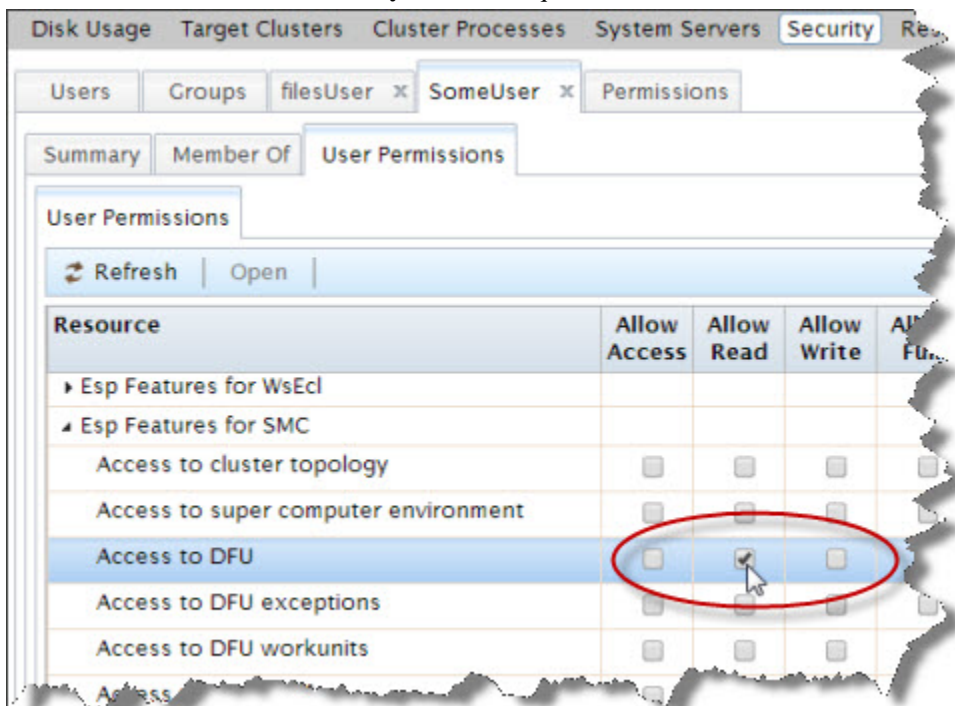 Disk Usage Target Clusters Cluster Processes System Servers Security
Users Groups filesUser x SomeUser x Permissions
Summary Member Of User Permissions
User Permissions
Refresh Open
Resource Allow Access Allow Read Allow Write
Esp Features for WsEcl
Esp Features for SMC
Access to cluster topology
Access to super computer environment
Access to DFU
Access to DFU exceptions
Access to DFU workunits